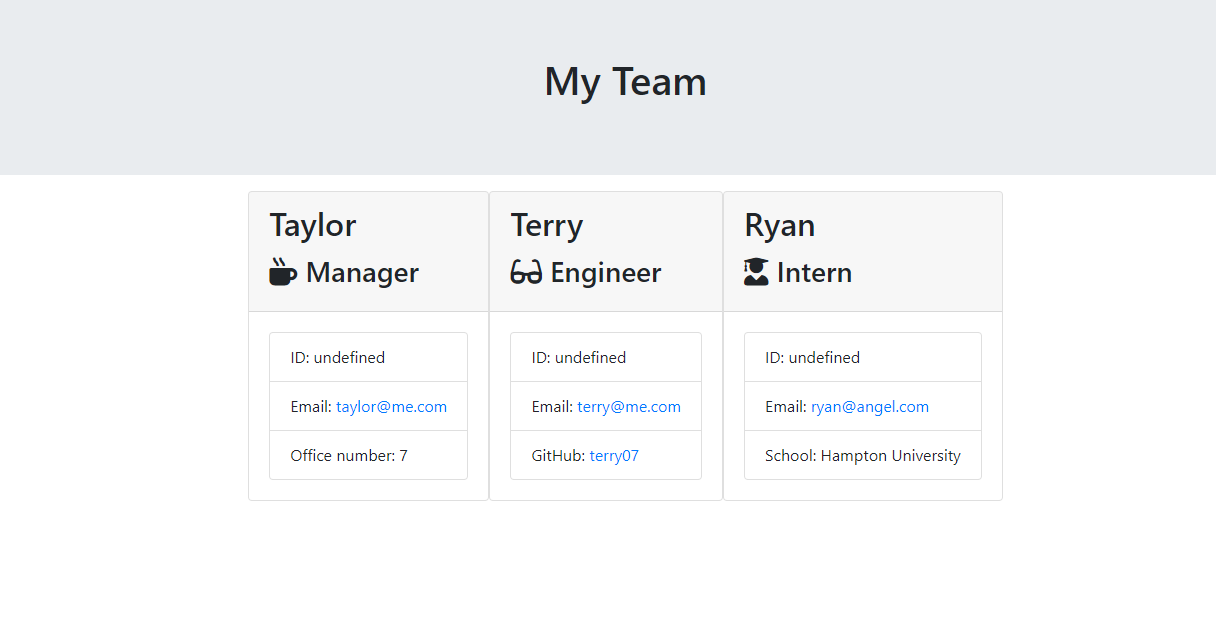 My Team
Taylor
Manager
ID: undefined
Email: taylor@me.com
Office number: 7
Terry
Engineer
ID: undefined
Email: terry@me.com
GitHub: terry07
Ryan
Intern
ID: undefined
Email: ryan@angel.com
School: Hampton University